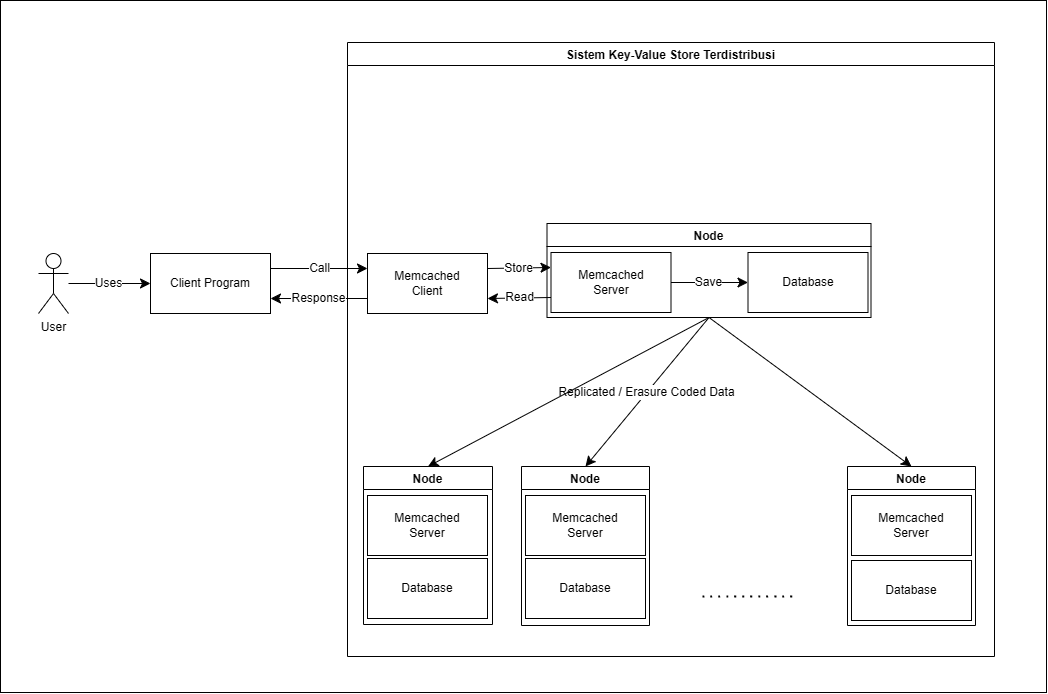 Sistem Key-Value Store Terdistribusi
User
Uses
Client Program
Call
Response
Memcached
Client
Store
Read
Node
Memcached
Server
Save
Database
Replicated / Erasure Coded Data
Node
Memcached
Server
Database
Node
Memcached
Server
Database
............
Node
Memcached
Server
Database